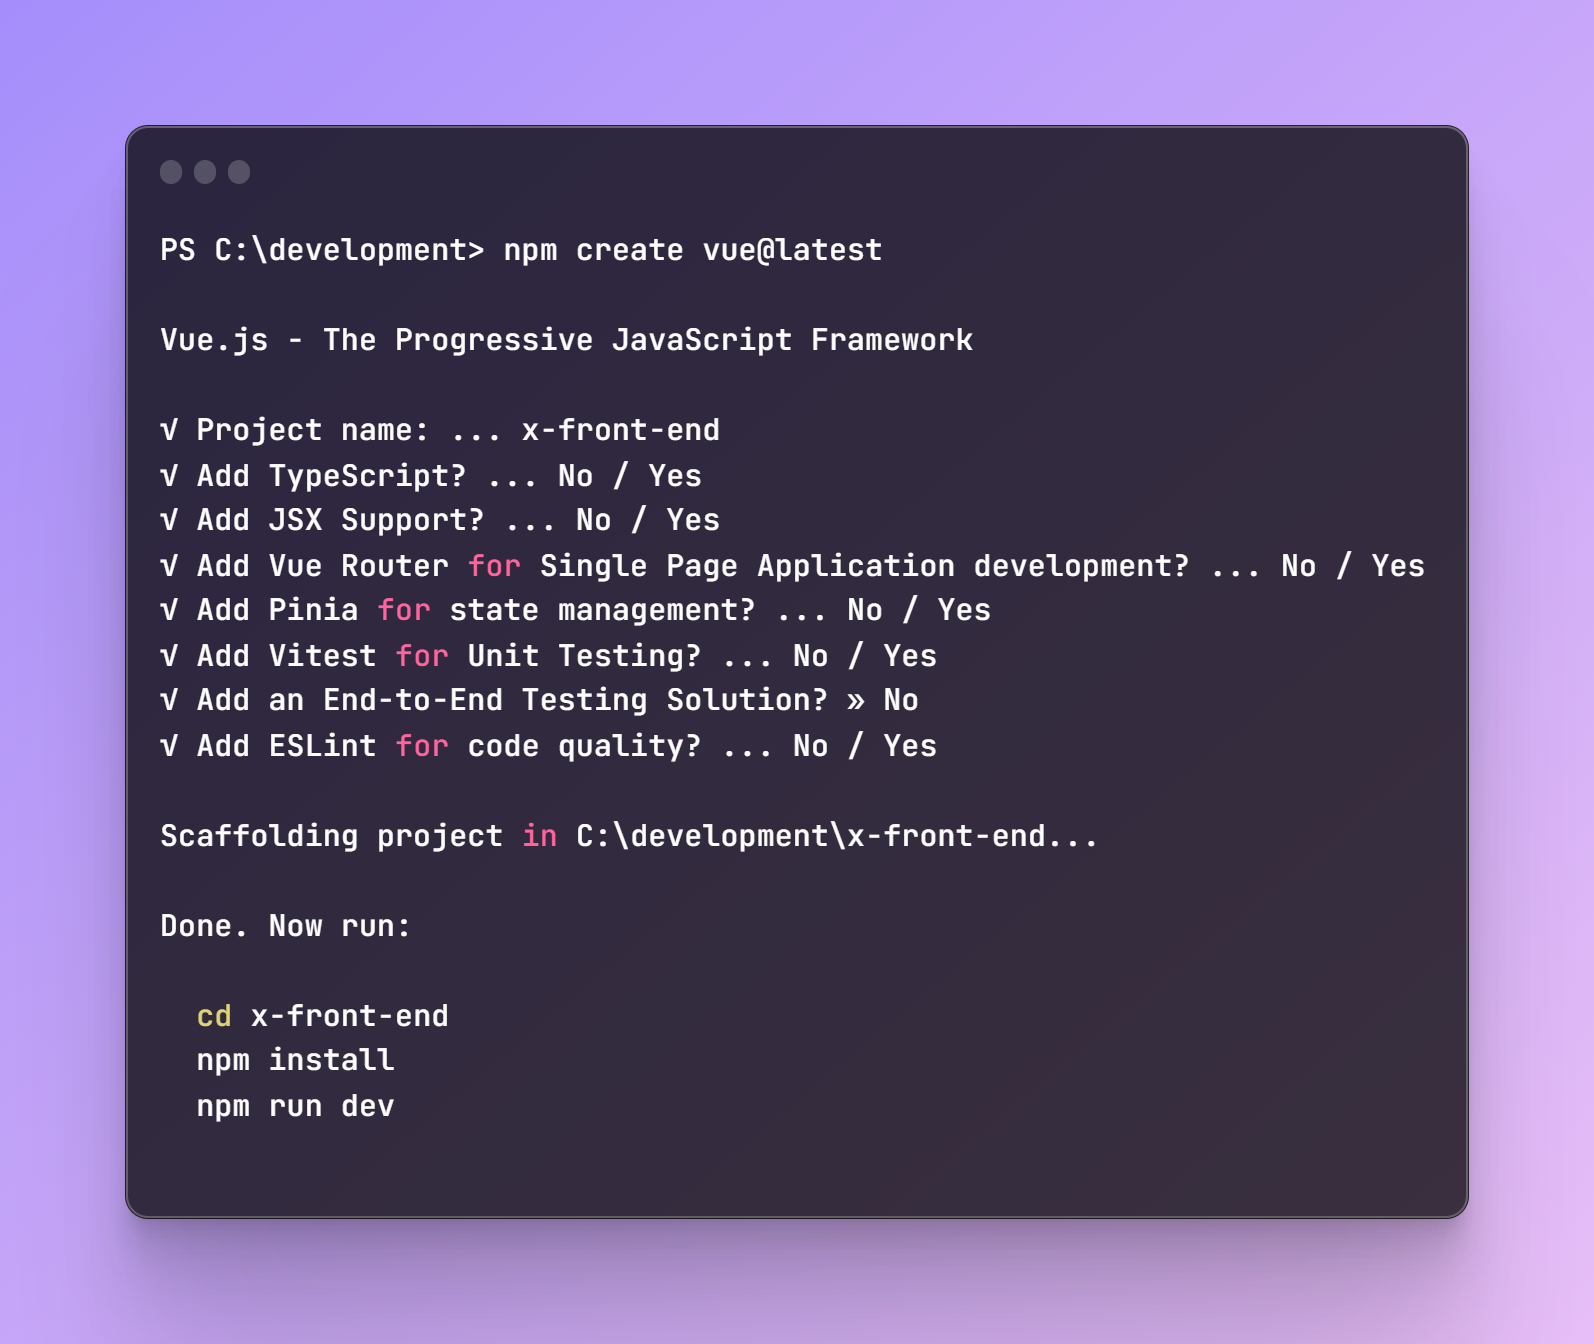 PS C:\development> npm create vue@latest
Vue.js - The Progressive JavaScript Framework
√ Project name: ... x-front-end
√ Add TypeScript? ... No / Yes
√ Add JSX Support? ... No / Yes
√ Add Vue Router for Single Page Application development? ... No / Yes
√ Add Pinia for state management? ... No / Yes
√ Add Vitest for Unit Testing? ... No / Yes
√ Add an End-to-End Testing Solution? » No
√ Add ESLint for code quality? ... No / Yes
Scaffolding project in C:\development\x-front-end...
Done. Now run:
cd x-front-end
npm install
npm run dev